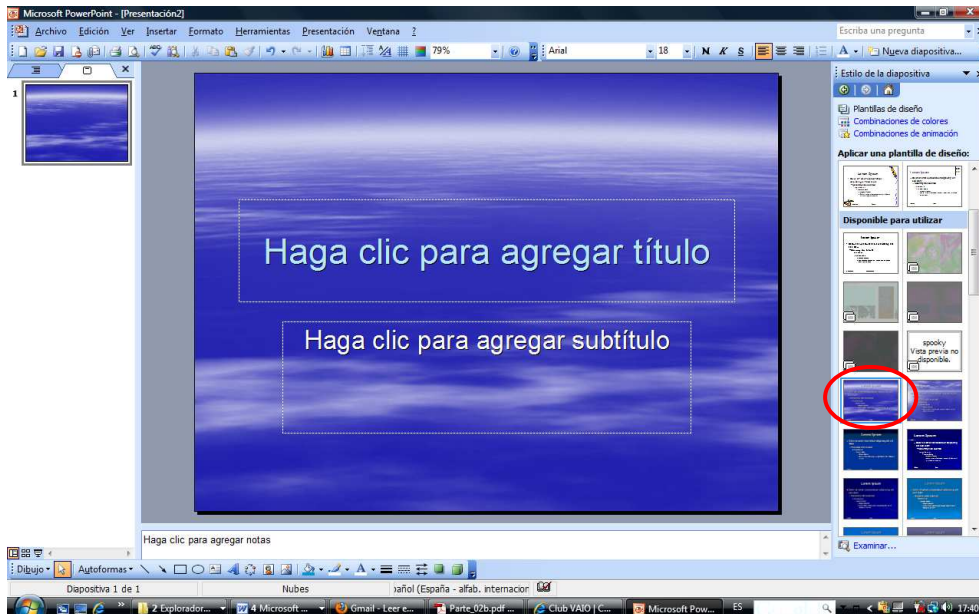 Microsoft PowerPoint - [Presentación2]
Archivo Edición Ver Insertar Formato Herramientas Presentación Ventana ?
Escriba una pregunta
79%
Arial
18
N K S
A
Nueva diapositiva...
Estilo de la diapositiva
Plantillas de diseño
Combinaciones de colores
Combinaciones de animación
Aplicar una plantilla de diseño:
Disponible para utilizar
spooky
Vista previa no
disponible.
Examinar...
1
Haga clic para agregar título
Haga clic para agregar subtítulo
Haga clic para agregar notas
Dibujo Autoformas
Diapositiva 1 de 1
Nubes
pañol (España - alfab. internacior
2 Explorador...
4 Microsoft ...
Gmail - Leer e...
Parte_02b.pdf ...
Club VAIO | C...
Microsoft Pow...
ES
17:40